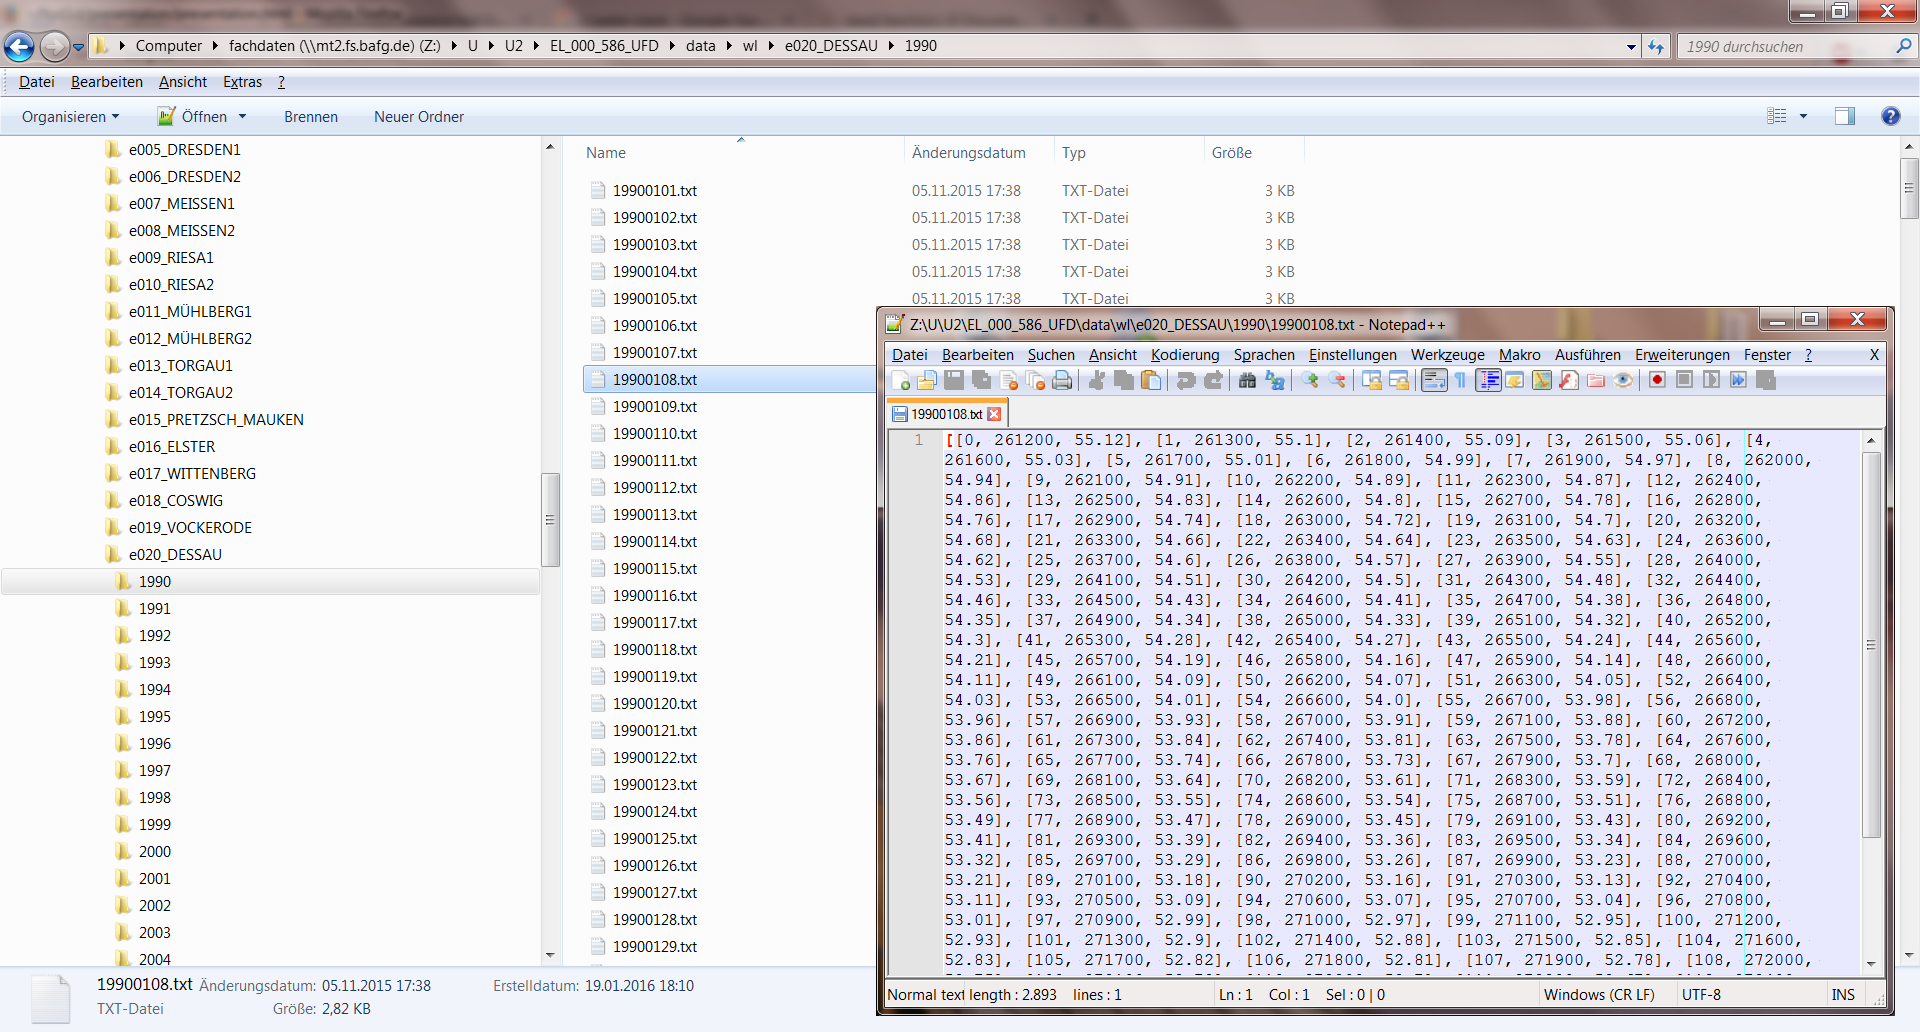 Computer fachdaten (\\mt2.fs.bafg.de) (Z:) U U2 EL_000_586_UFD data wl e020_DESSAU 1990
1990 durchsuchen
Datei Bearbeiten Ansicht Extras ?
Organisieren Öffnen Brennen Neuer Ordner
e005_DRESDEN1
e006_DRESDEN2
e007_MEISSEN1
e008_MEISSEN2
e009_RIESA1
e010_RIESA2
e011_MÜHLBERG1
e012_MÜHLBERG2
e013_TORGAU1
e014_TORGAU2
e015_PRETZSCH_MAUKEN
e016_ELSTER
e017_WITTENBERG
e018_COSWIG
e019_VOCKERODE
e020_DESSAU
1990
1991
1992
1993
1994
1995
1996
1997
1998
1999
2000
2001
2002
2003
2004
Name Änderungsdatum Typ Größe
19900101.txt 05.11.2015 17:38 TXT-Datei 3 KB
19900102.txt 05.11.2015 17:38 TXT-Datei 3 KB
19900103.txt 05.11.2015 17:38 TXT-Datei 3 KB
19900104.txt 05.11.2015 17:38 TXT-Datei 3 KB
19900105.txt 05.11.2015 17:38 TXT-Datei 3 KB
19900106.txt
19900107.txt
19900108.txt
19900109.txt
19900110.txt
19900111.txt
19900112.txt
19900113.txt
19900114.txt
19900115.txt
19900116.txt
19900117.txt
19900118.txt
19900119.txt
19900120.txt
19900121.txt
19900122.txt
19900123.txt
19900124.txt
19900125.txt
19900126.txt
19900127.txt
19900128.txt
19900129.txt
Z:\U\U2\EL_000_586_UFD\data\wl\e020_DESSAU\1990\19900108.txt - Notepad++
Datei Bearbeiten Suchen Ansicht Kodierung Sprachen Einstellungen Werkzeuge Makro Ausführen Erweiterungen Fenster ? X
19900108.txt
1 [[0, 261200, 55.12], [1, 261300, 55.1], [2, 261400, 55.09], [3, 261500, 55.06], [4,
261600, 55.03], [5, 261700, 55.01], [6, 261800, 54.99], [7, 261900, 54.97], [8, 262000,
54.94], [9, 262100, 54.91], [10, 262200, 54.89], [11, 262300, 54.87], [12, 262400,
54.86], [13, 262500, 54.83], [14, 262600, 54.8], [15, 262700, 54.78], [16, 262800,
54.76], [17, 262900, 54.74], [18, 263000, 54.72], [19, 263100, 54.7], [20, 263200,
54.68], [21, 263300, 54.66], [22, 263400, 54.64], [23, 263500, 54.63], [24, 263600,
54.62], [25, 263700, 54.6], [26, 263800, 54.57], [27, 263900, 54.55], [28, 264000,
54.53], [29, 264100, 54.51], [30, 264200, 54.5], [31, 264300, 54.48], [32, 264400,
54.46], [33, 264500, 54.43], [34, 264600, 54.41], [35, 264700, 54.38], [36, 264800,
54.35], [37, 264900, 54.34], [38, 265000, 54.33], [39, 265100, 54.32], [40, 265200,
54.3], [41, 265300, 54.28], [42, 265400, 54.27], [43, 265500, 54.24], [44, 265600,
54.21], [45, 265700, 54.19], [46, 265800, 54.16], [47, 265900, 54.14], [48, 266000,
54.11], [49, 266100, 54.09], [50, 266200, 54.07], [51, 266300, 54.05], [52, 266400,
54.03], [53, 266500, 54.01], [54, 266600, 54.0], [55, 266700, 53.98], [56, 266800,
53.96], [57, 266900, 53.93], [58, 267000, 53.91], [59, 267100, 53.88], [60, 267200,
53.86], [61, 267300, 53.84], [62, 267400, 53.81], [63, 267500, 53.78], [64, 267600,
53.76], [65, 267700, 53.74], [66, 267800, 53.73], [67, 267900, 53.7], [68, 268000,
53.67], [69, 268100, 53.64], [70, 268200, 53.61], [71, 268300, 53.59], [72, 268400,
53.56], [73, 268500, 53.55], [74, 268600, 53.54], [75, 268700, 53.51], [76, 268800,
53.49], [77, 268900, 53.47], [78, 269000, 53.45], [79, 269100, 53.43], [80, 269200,
53.41], [81, 269300, 53.39], [82, 269400, 53.36], [83, 269500, 53.34], [84, 269600,
53.32], [85, 269700, 53.29], [86, 269800, 53.26], [87, 269900, 53.23], [88, 270000,
53.21], [89, 270100, 53.18], [90, 270200, 53.16], [91, 270300, 53.13], [92, 270400,
53.11], [93, 270500, 53.09], [94, 270600, 53.07], [95, 270700, 53.04], [96, 270800,
53.01], [97, 270900, 52.99], [98, 271000, 52.97], [99, 271100, 52.95], [100, 271200,
52.93], [101, 271300, 52.9], [102, 271400, 52.88], [103, 271500, 52.85], [104, 271600,
52.83], [105, 271700, 52.82], [106, 271800, 52.81], [107, 271900, 52.78], [108, 272000,
Normal text length : 2.893 lines : 1 Ln : 1 Col : 1 Sel : 0 | 0 Windows (CR LF) UTF-8 INS
19900108.txt Änderungsdatum: 05.11.2015 17:38 Erstelldatum: 19.01.2016 18:10
TXT-Datei Größe: 2,82 KB